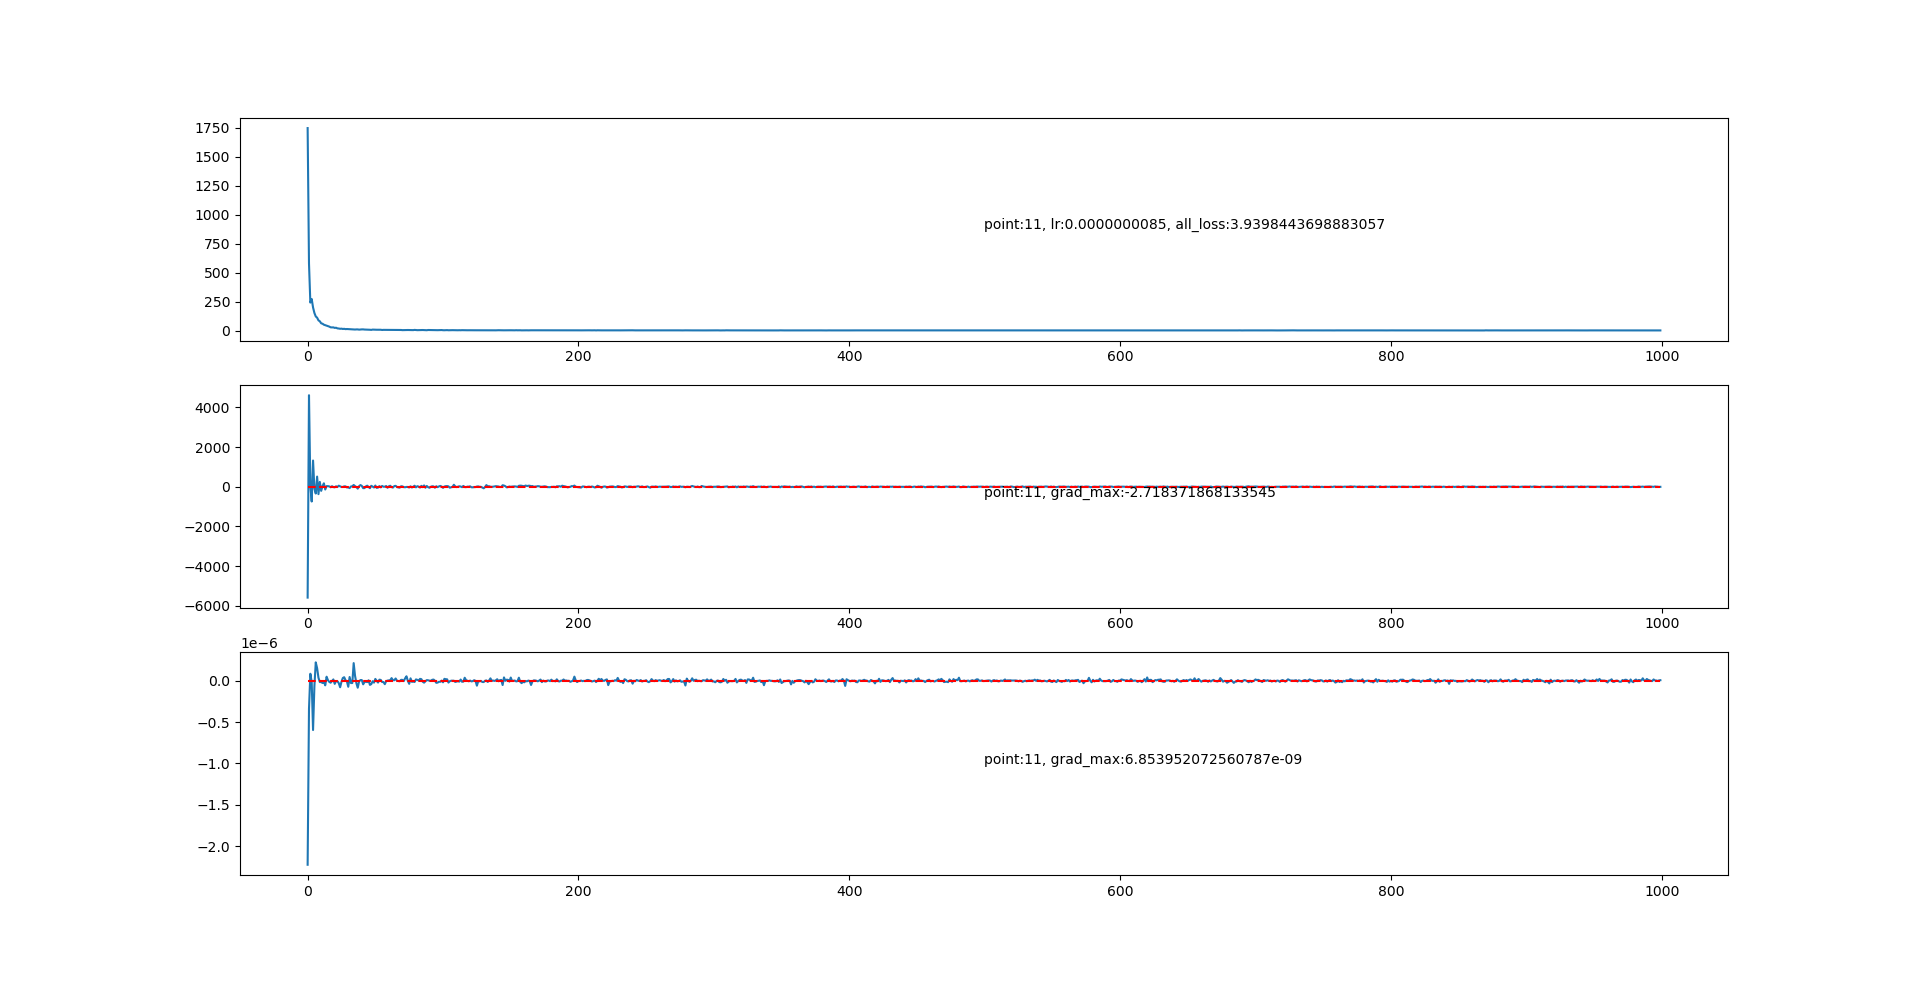 1750
1500
1250
1000
750
500
250
0
point:11, lr:0.0000000085, all_loss:3.9398443698883057
0 200 400 600 800 1000
4000
2000
0
−2000
−4000
−6000
point:11, grad_max:-2.718371868133545
0 200 400 600 800 1000
1e−6
0.0
−0.5
−1.0
−1.5
−2.0
point:11, grad_max:6.853952072560787e-09
0 200 400 600 800 1000